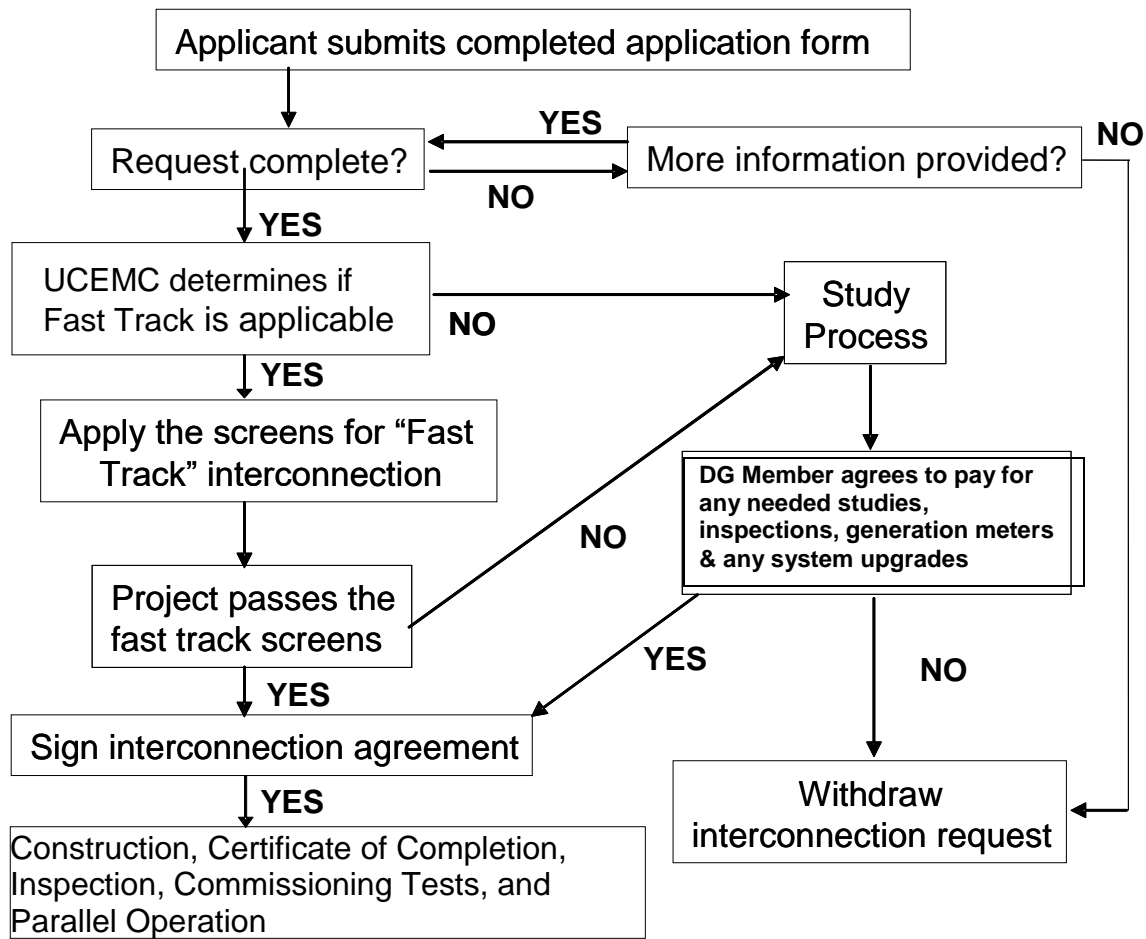 Applicant submits completed application form
YES
NO
Request complete?
More information provided?
NO
YES
UCEMC determines if
Fast Track is applicable
NO
Study
Process
YES
Apply the screens for “Fast
Track” interconnection
DG Member agrees to pay for
any needed studies,
inspections, generation meters
& any system upgrades
NO
Project passes the
fast track screens
YES
NO
YES
Sign interconnection agreement
YES
Withdraw
interconnection request
Construction, Certificate of Completion,
Inspection, Commissioning Tests, and
Parallel Operation